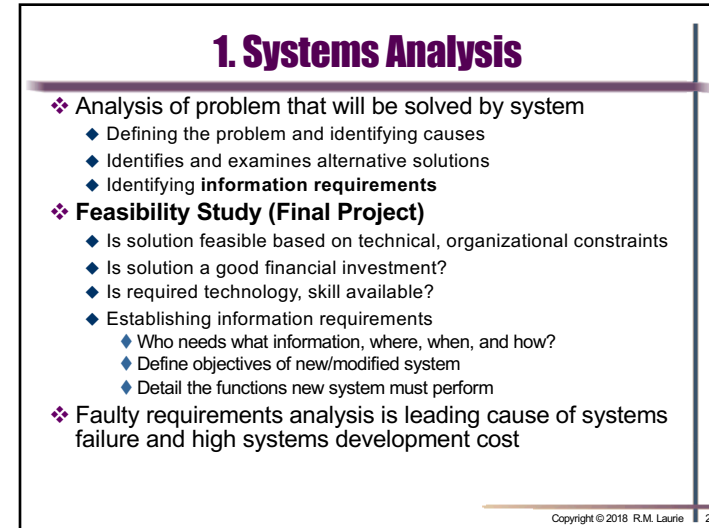 1. Systems Analysis
Analysis of problem that will be solved by system
Defining the problem and identifying causes
Identifies and examines alternative solutions
Identifying information requirements
Feasibility Study (Final Project)
Is solution feasible based on technical, organizational constraints
Is solution a good financial investment?
Is required technology, skill available?
Establishing information requirements
Who needs what information, where, when, and how?
Define objectives of new/modified system
Detail the functions new system must perform
Faulty requirements analysis is leading cause of systems
failure and high systems development cost
Copyright © 2018 R.M. Laurie 2